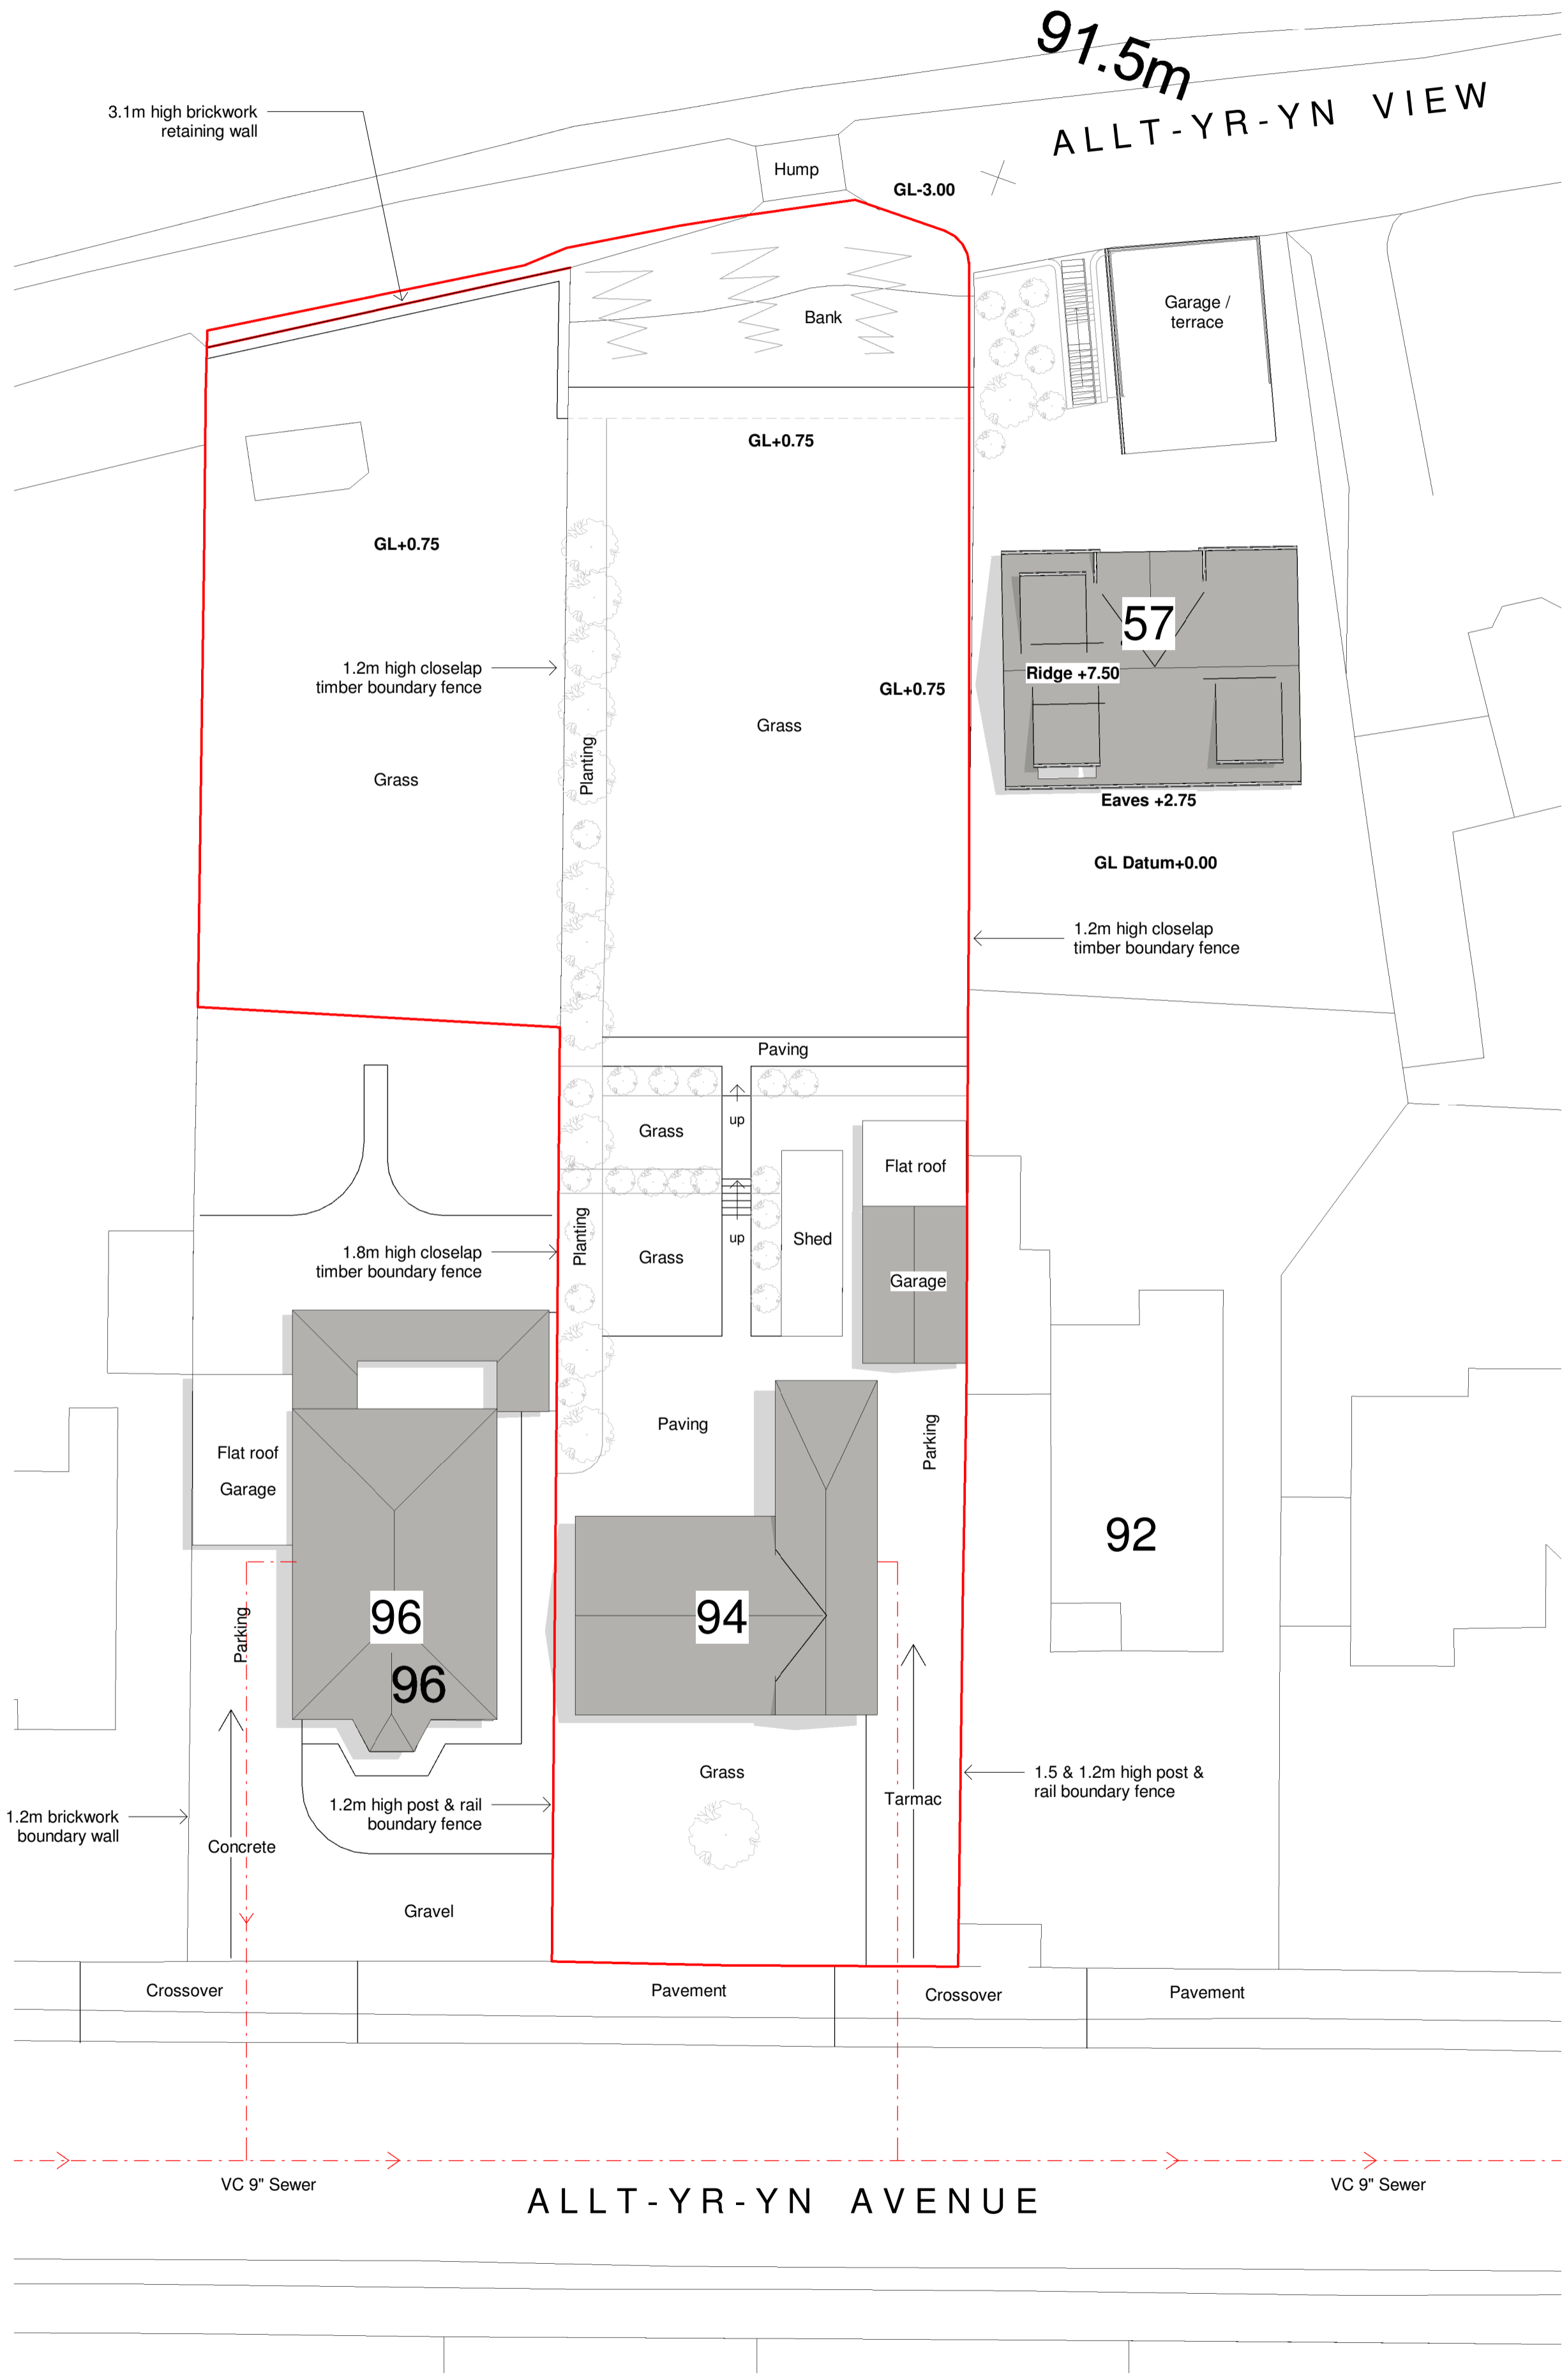 91.5m
ALLT-YR-YN VIEW
3.1m high brickwork
retaining wall
Hump
GL-3.00
Bank
Garage /
terrace
GL+0.75
GL+0.75
57
1.2m high closelap
timber boundary fence
Ridge +7.50
GL+0.75
Grass
Planting
Grass
Eaves +2.75
GL Datum+0.00
1.2m high closelap
timber boundary fence
Paving
up
Grass
Flat roof
1.8m high closelap
timber boundary fence
Planting
Grass
up
Shed
Garage
Paving
Parking
Flat roof
Garage
92
96
94
Parking
96
Grass
1.5 & 1.2m high post &
rail boundary fence
Tarmac
1.2m high post & rail
boundary fence
1.2m brickwork
boundary wall
Concrete
Gravel
Crossover
Pavement
Crossover
Pavement
VC 9" Sewer
VC 9" Sewer
ALLT-YR-YN AVENUE